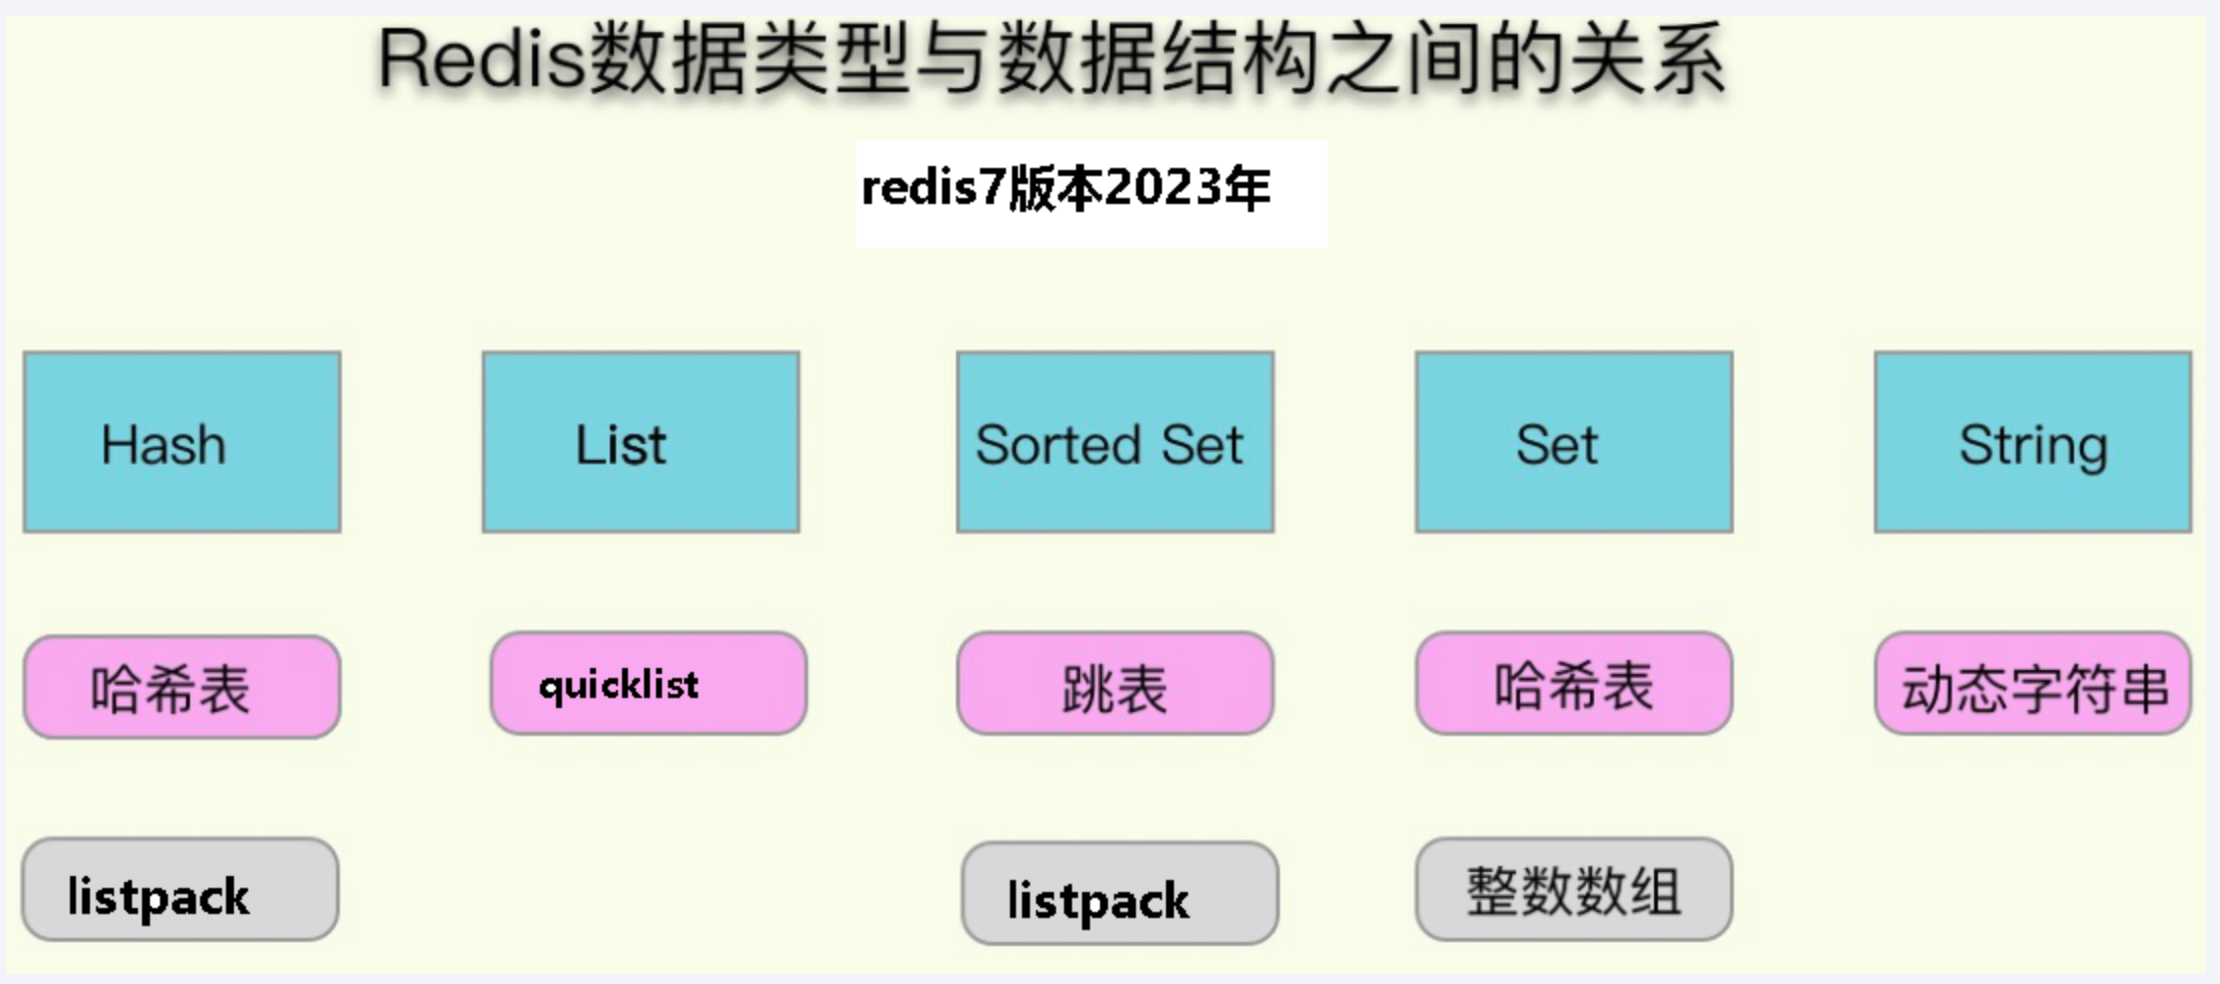 Redis数据类型与数据结构之间的关系
redis7版本2023年
Hash
List
Sorted Set
Set
String
哈希表
quicklist
跳表
哈希表
动态字符串
listpack
listpack
整数数组